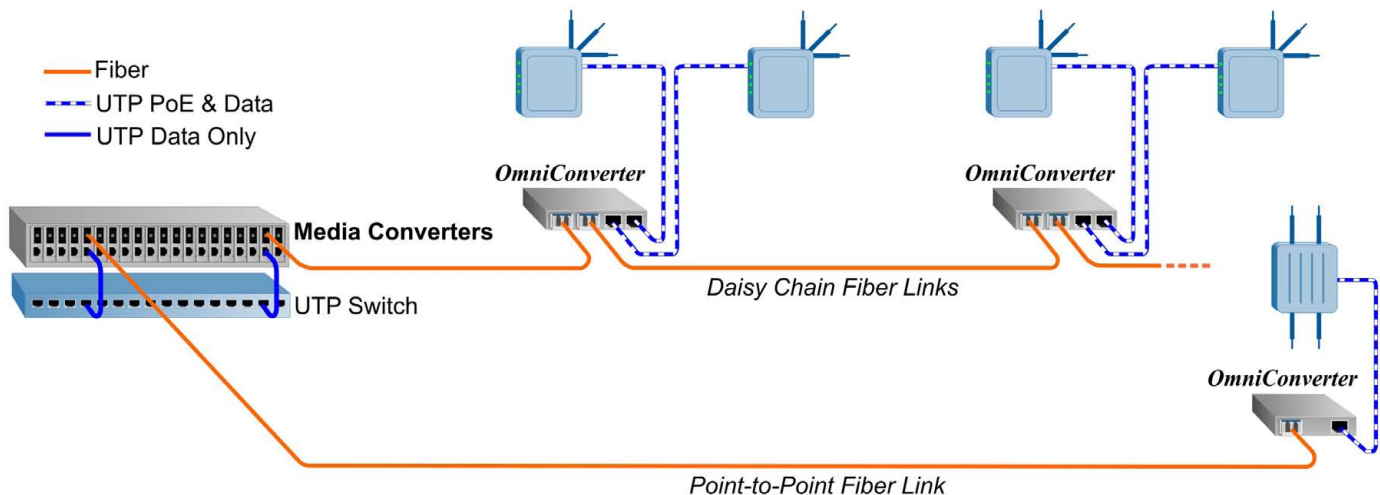 Fiber
UTP PoE & Data
UTP Data Only
OmniConverter
OmniConverter
Media Converters
Daisy Chain Fiber Links
UTP Switch
OmniConverter
Point-to-Point Fiber Link